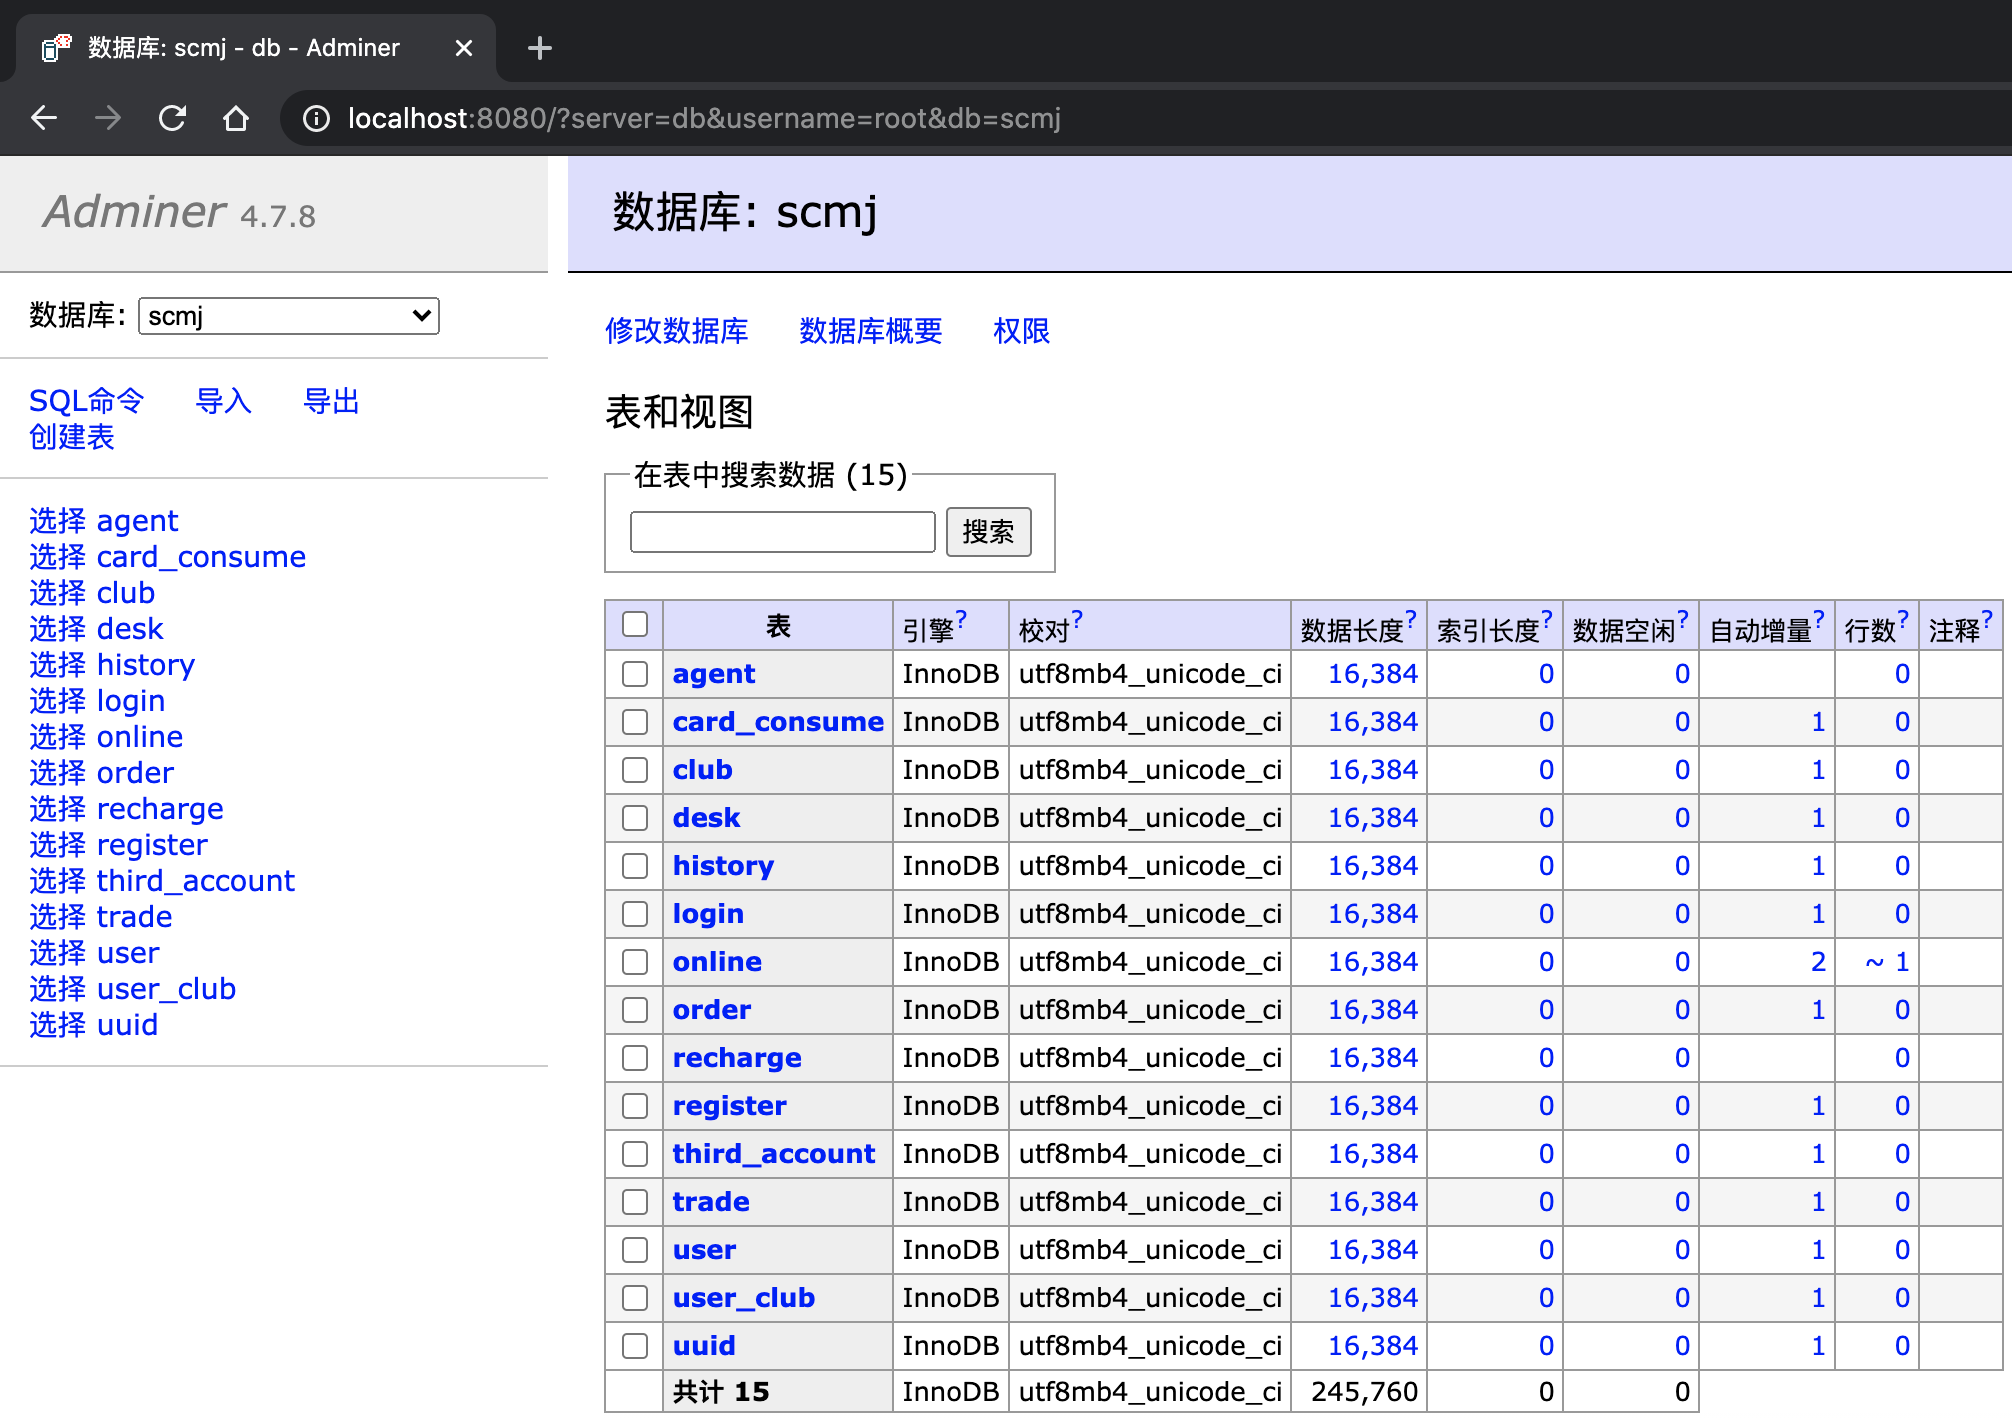 数据库: scmj - db - Adminer
localhost:8080/?server=db&username=root&db=scmj
Adminer 4.7.8
数据库: scmj
SQL命令 导入 导出
创建表
选择 agent
选择 card_consume
选择 club
选择 desk
选择 history
选择 login
选择 online
选择 order
选择 recharge
选择 register
选择 third_account
选择 trade
选择 user
选择 user_club
选择 uuid
数据库: scmj
修改数据库 数据库概要 权限
表和视图
在表中搜索数据 (15)
搜索
表 引擎? 校对? 数据长度? 索引长度? 数据空闲? 自动增量? 行数? 注释?
agent InnoDB utf8mb4_unicode_ci 16,384 0 0 0
card_consume InnoDB utf8mb4_unicode_ci 16,384 0 0 1 0
club InnoDB utf8mb4_unicode_ci 16,384 0 0 1 0
desk InnoDB utf8mb4_unicode_ci 16,384 0 0 1 0
history InnoDB utf8mb4_unicode_ci 16,384 0 0 1 0
login InnoDB utf8mb4_unicode_ci 16,384 0 0 1 0
online InnoDB utf8mb4_unicode_ci 16,384 0 0 2 ~ 1
order InnoDB utf8mb4_unicode_ci 16,384 0 0 1 0
recharge InnoDB utf8mb4_unicode_ci 16,384 0 0 0
register InnoDB utf8mb4_unicode_ci 16,384 0 0 1 0
third_account InnoDB utf8mb4_unicode_ci 16,384 0 0 1 0
trade InnoDB utf8mb4_unicode_ci 16,384 0 0 1 0
user InnoDB utf8mb4_unicode_ci 16,384 0 0 1 0
user_club InnoDB utf8mb4_unicode_ci 16,384 0 0 1 0
uuid InnoDB utf8mb4_unicode_ci 16,384 0 0 1 0
共计 15 InnoDB utf8mb4_unicode_ci 245,760 0 0